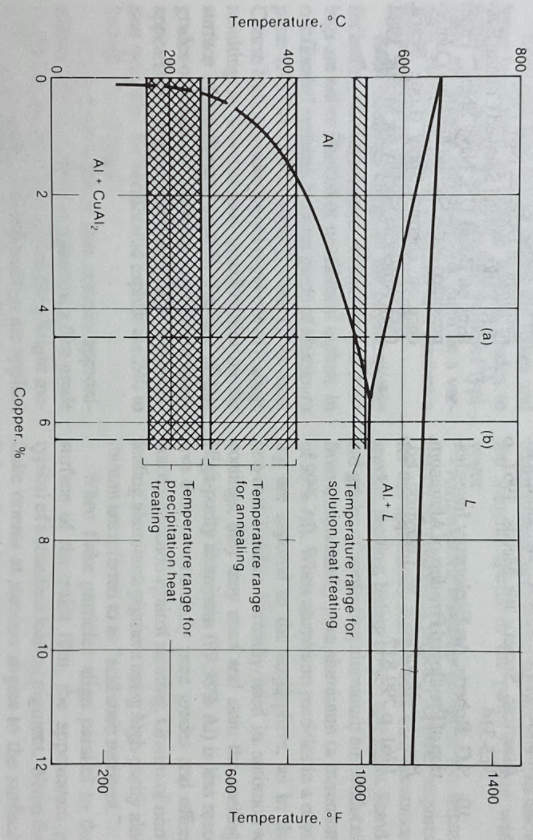 Temperature, °C
800
600
400
200
0
(a)
(b)
L
Al + L
Al
Temperature range for
solution heat treating
Temperature range
for annealing
Temperature range for
precipitation heat
treating
Al + CuAl₂
0
2
4
6
8
10
12
Copper, %
1400
1000
600
200
Temperature, °F